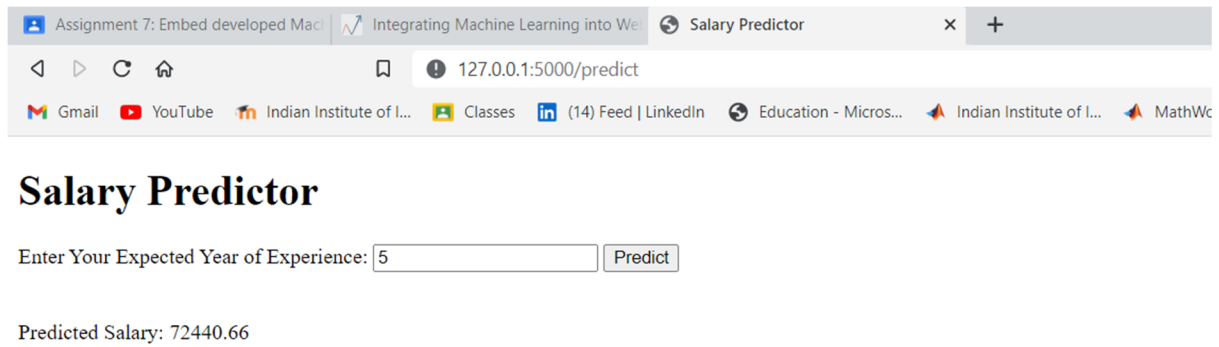 Assignment 7: Embed developed Mac Integrating Machine Learning into We Salary Predictor
127.0.0.1:5000/predict
Gmail YouTube Indian Institute of I... Classes (14) Feed | LinkedIn Education - Micros... Indian Institute of I... MathWo
Salary Predictor
Enter Your Expected Year of Experience: 5 Predict
Predicted Salary: 72440.66